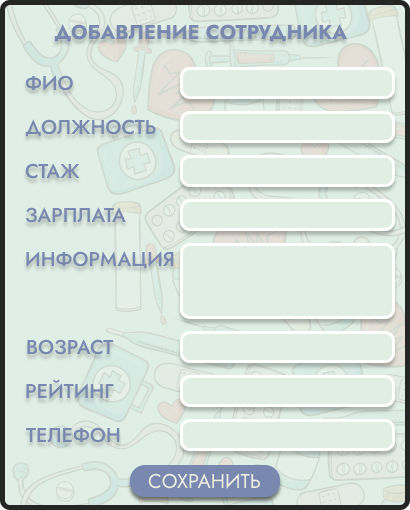 ДОБАВЛЕНИЕ СОТРУДНИКА
ФИО
ДОЛЖНОСТЬ
СТАЖ
ЗАРПЛАТА
ИНФОРМАЦИЯ
ВОЗРАСТ
РЕЙТИНГ
ТЕЛЕФОН
СОХРАНИТЬ